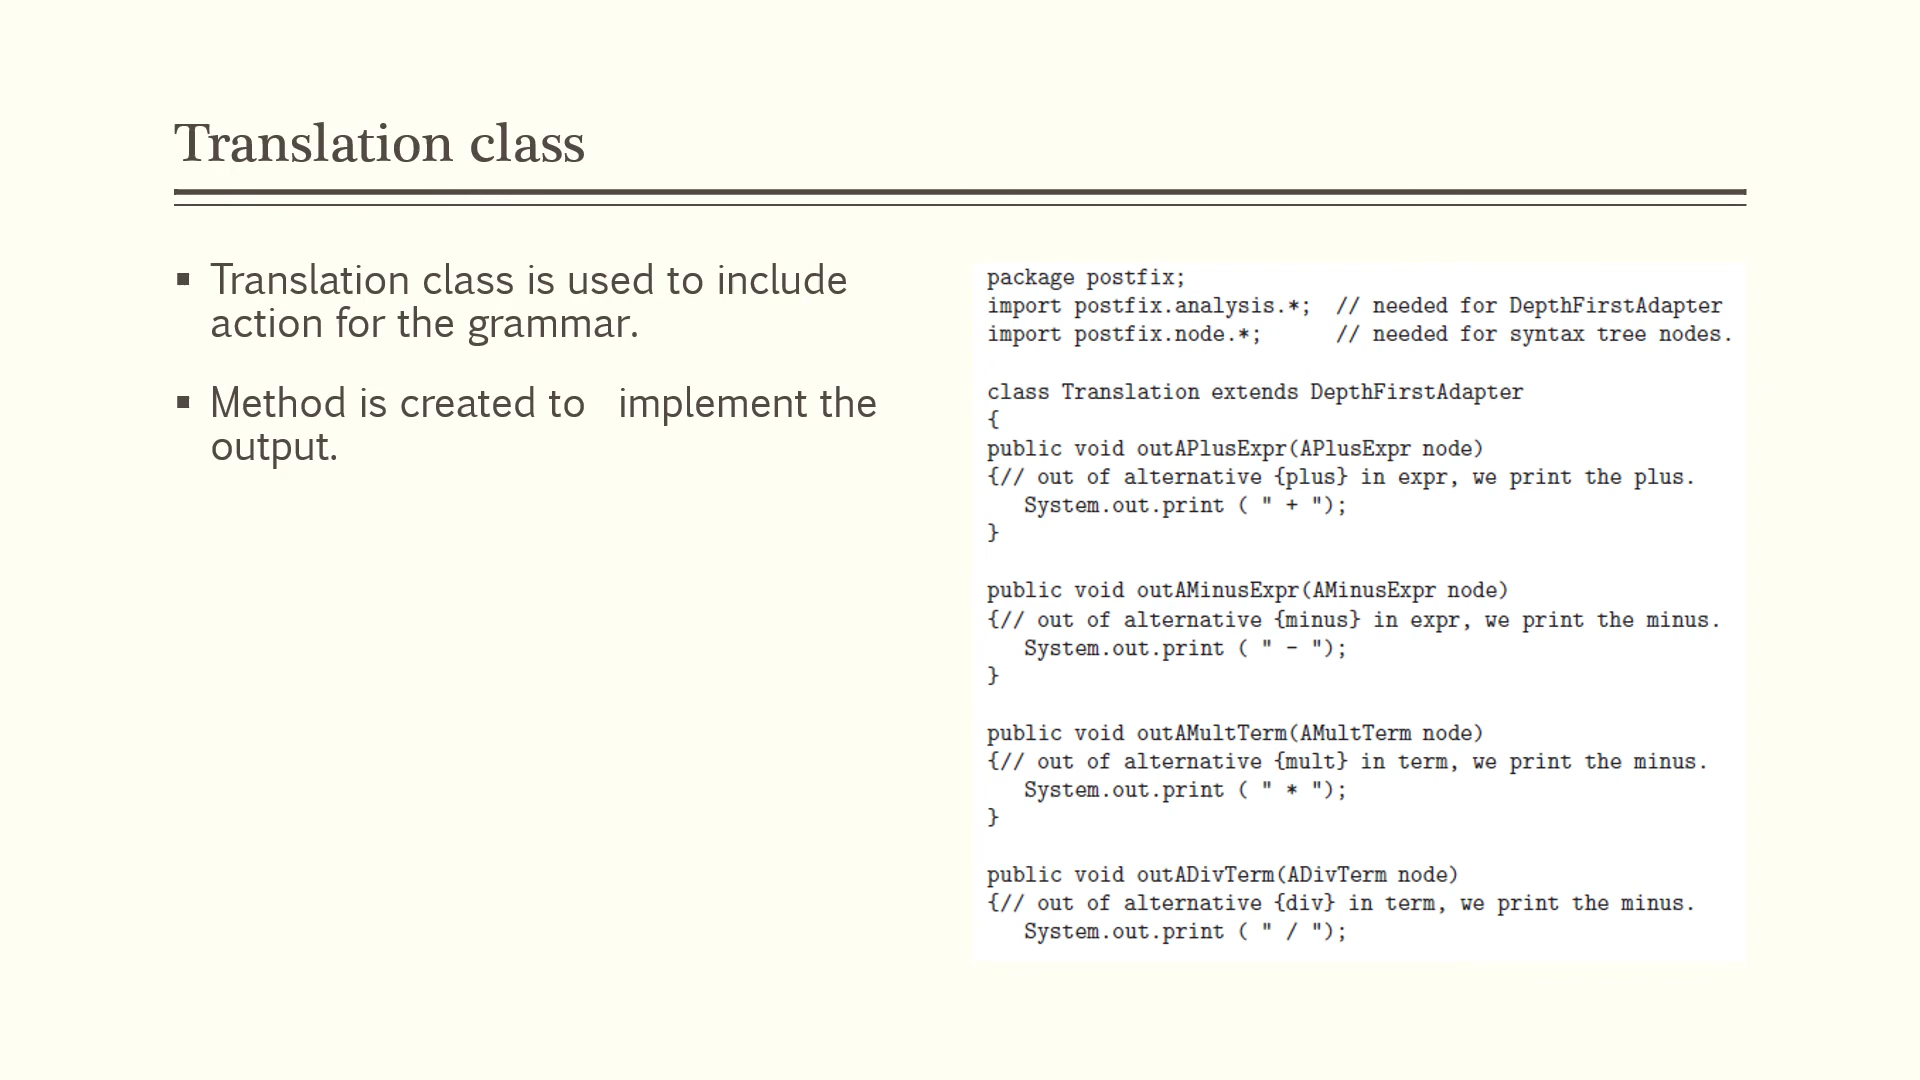 Translation class
▪ Translation class is used to include
action for the grammar.
▪ Method is created to   implement the
output.
package postfix;
import postfix.analysis.*;  // needed for DepthFirstAdapter
import postfix.node.*;      // needed for syntax tree nodes.
class Translation extends DepthFirstAdapter
{
public void outAPlusExpr(APlusExpr node)
{// out of alternative {plus} in expr, we print the plus.
   System.out.print ( " + ");
}
public void outAMinusExpr(AMinusExpr node)
{// out of alternative {minus} in expr, we print the minus.
   System.out.print ( " - ");
}
public void outAMultTerm(AMultTerm node)
{// out of alternative {mult} in term, we print the minus.
   System.out.print ( " * ");
}
public void outADivTerm(ADivTerm node)
{// out of alternative {div} in term, we print the minus.
   System.out.print ( " / ");